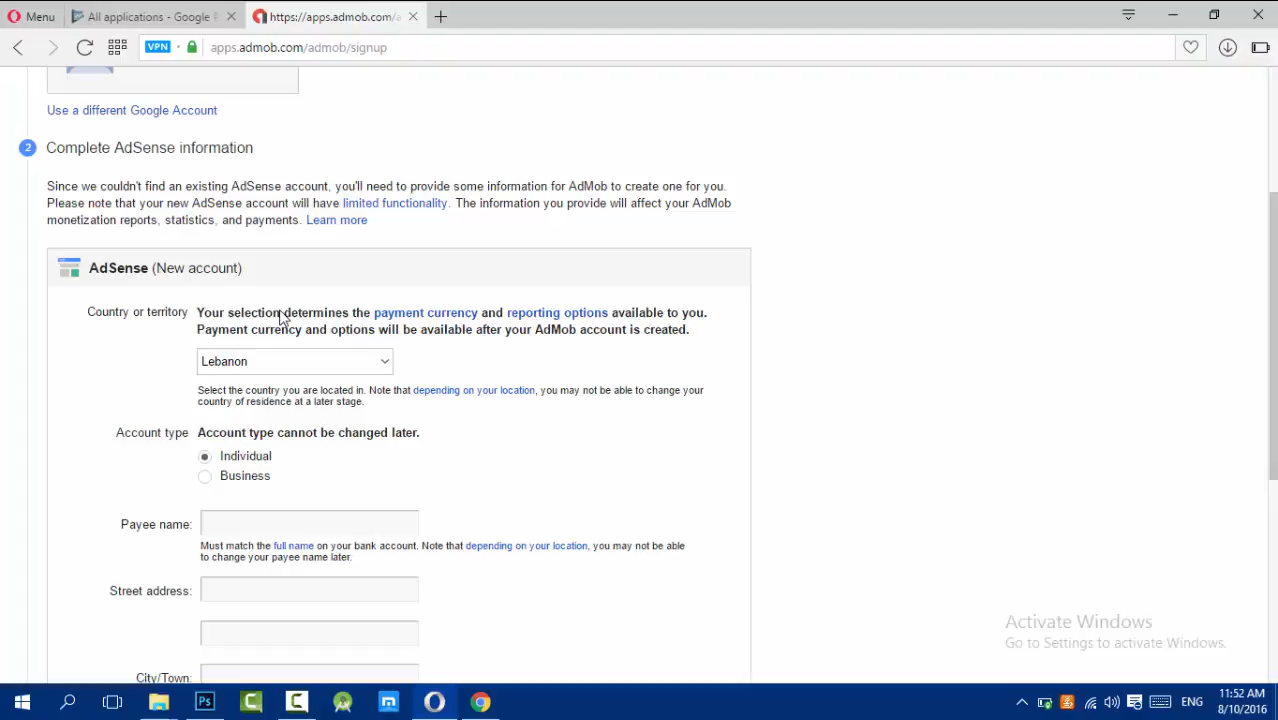 Menu
All applications - Google P
https://apps.admob.com/a
VPN
apps.admob.com/admob/signup
Use a different Google Account
2 Complete AdSense information
Since we couldn't find an existing AdSense account, you'll need to provide some information for AdMob to create one for you.
Please note that your new AdSense account will have limited functionality. The information you provide will affect your AdMob
monetization reports, statistics, and payments. Learn more
AdSense (New account)
Country or territory
Your selection determines the payment currency and reporting options available to you.
Payment currency and options will be available after your AdMob account is created.
Lebanon
Select the country you are located in. Note that depending on your location, you may not be able to change your
country of residence at a later stage.
Account type
Account type cannot be changed later.
Individual
Business
Payee name:
Must match the full name on your bank account. Note that depending on your location, you may not be able
to change your payee name later.
Street address:
City/Town:
Activate Windows
Go to Settings to activate Windows.
Ps
ENG
11:52 AM
8/10/2016